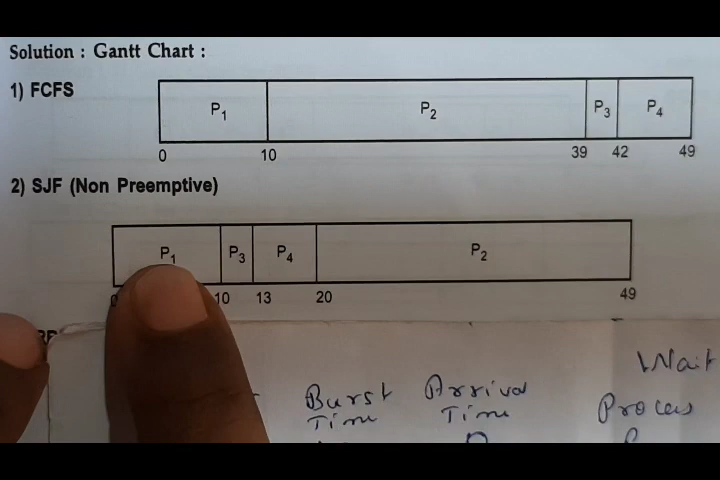 Solution : Gantt Chart :
1) FCFS
P1 P2 P3 P4
0 10 39 42 49
2) SJF (Non Preemptive)
P1 P3 P4 P2
0 10 13 20 49
Wait
Burst Arrival
Time Time Process